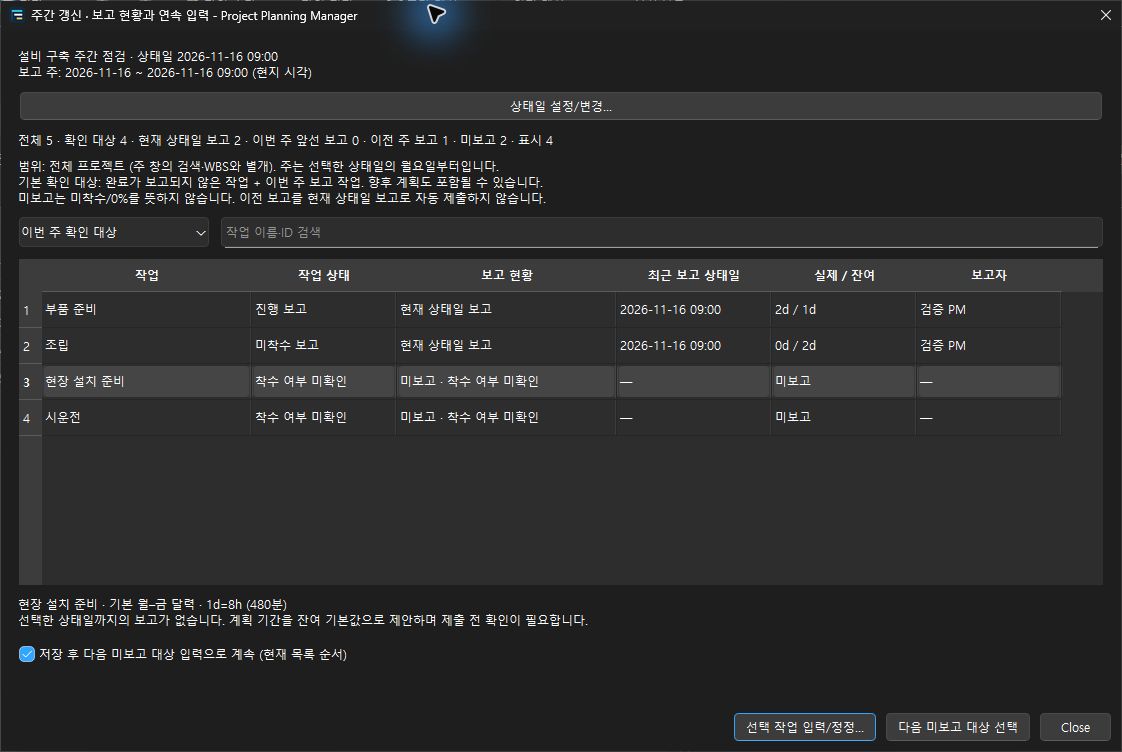 주간 갱신 · 보고 현황과 연속 입력 - Project Planning Manager
설비 구축 주간 점검 · 상태일 2026-11-16 09:00
보고 주: 2026-11-16 ~ 2026-11-16 09:00 (현지 시각)
상태일 설정/변경...
전체 5 · 확인 대상 4 · 현재 상태일 보고 2 · 이번 주 앞선 보고 0 · 이전 주 보고 1 · 미보고 2 · 표시 4
범위: 전체 프로젝트 (주 창의 검색·WBS와 별개). 주는 선택한 상태일의 월요일부터입니다.
기본 확인 대상: 완료가 보고되지 않은 작업 + 이번 주 보고 작업. 향후 계획도 포함될 수 있습니다.
미보고는 미착수/0%를 뜻하지 않습니다. 이전 보고를 현재 상태일 보고로 자동 제출하지 않습니다.
이번 주 확인 대상 작업 이름·ID 검색
작업 작업 상태 보고 현황 최근 보고 상태일 실제 / 잔여 보고자
1 부품 준비 진행 보고 현재 상태일 보고 2026-11-16 09:00 2d / 1d 검증 PM
2 조립 미착수 보고 현재 상태일 보고 2026-11-16 09:00 0d / 2d 검증 PM
3 현장 설치 준비 착수 여부 미확인 미보고 · 착수 여부 미확인 — 미보고 —
4 시운전 착수 여부 미확인 미보고 · 착수 여부 미확인 — 미보고 —
현장 설치 준비 · 기본 월–금 달력 · 1d=8h (480분)
선택한 상태일까지의 보고가 없습니다. 계획 기간을 잔여 기본값으로 제안하며 제출 전 확인이 필요합니다.
저장 후 다음 미보고 대상 입력으로 계속 (현재 목록 순서)
선택 작업 입력/정정... 다음 미보고 대상 선택 Close